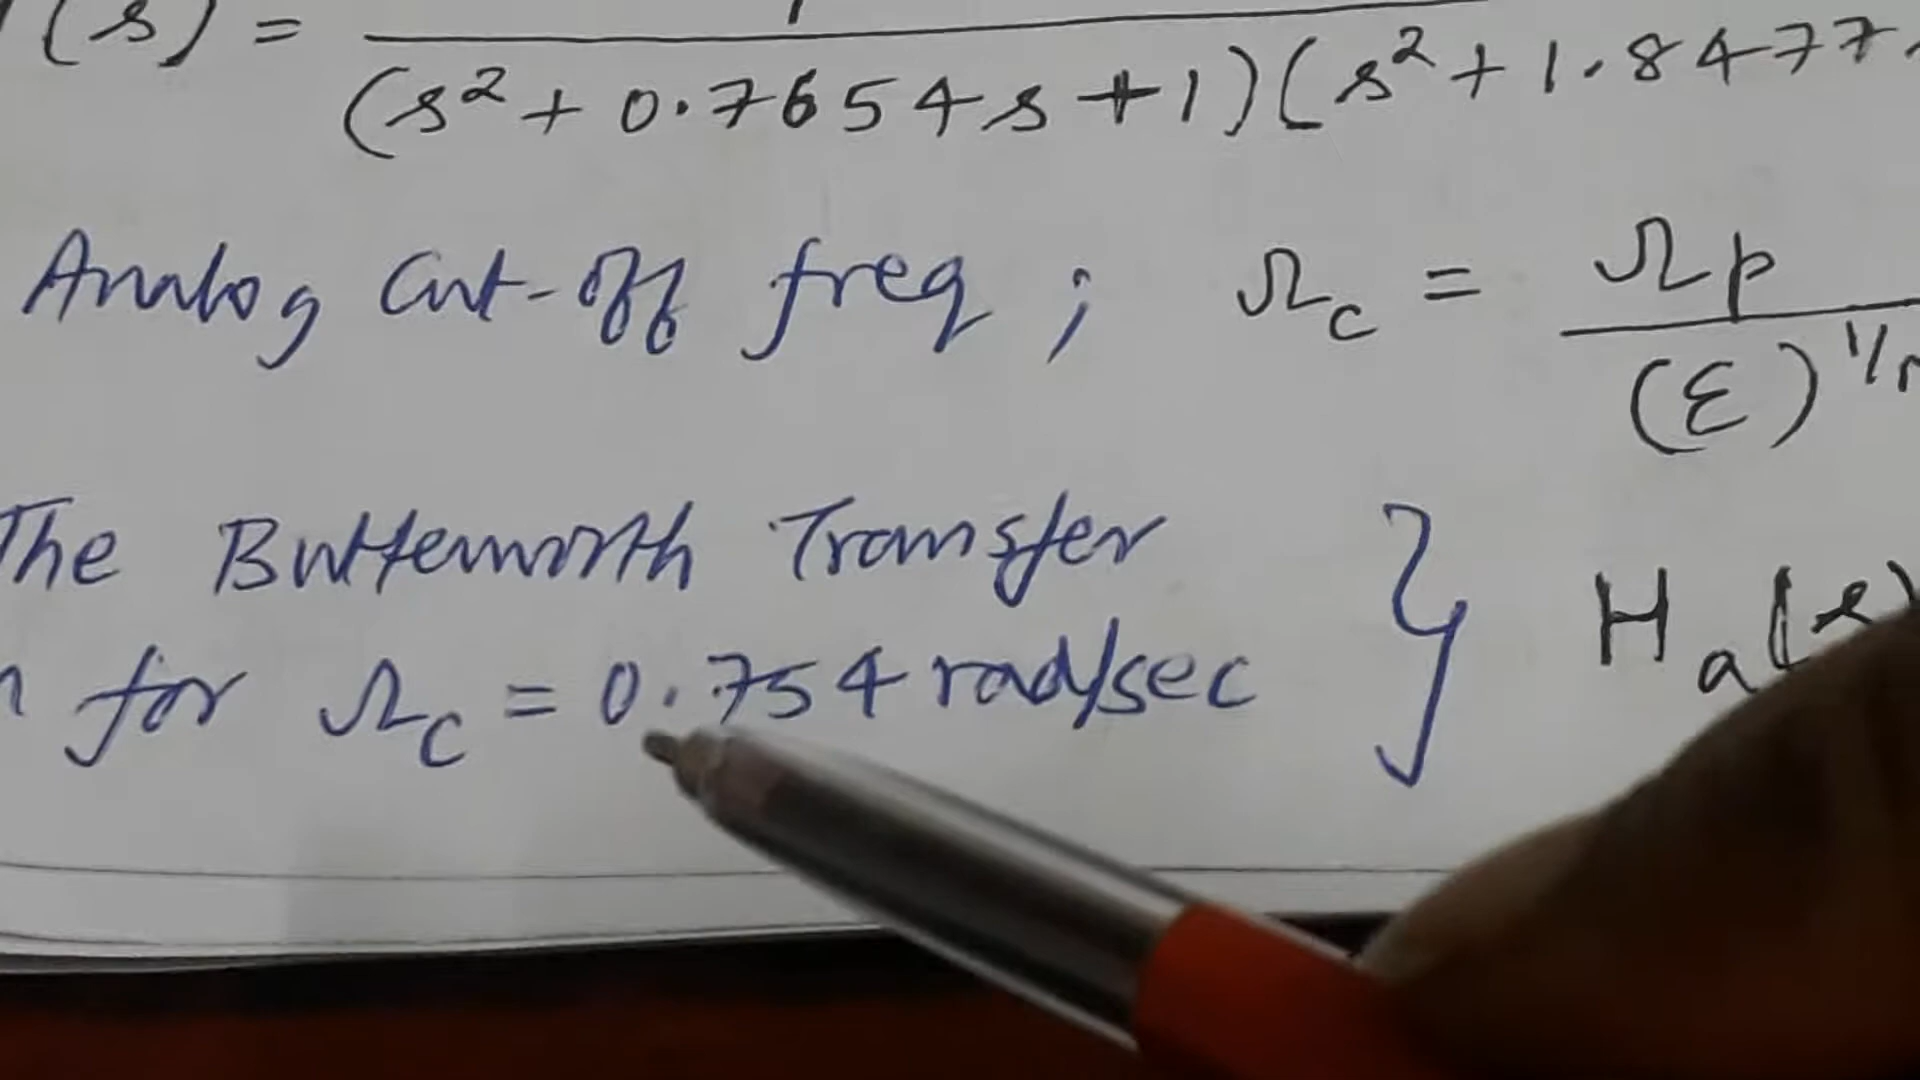 (s) = 1
(s² + 0.7654s + 1)(s² + 1.8477
Analog Cut-off freq ; Ωc = Ωp
(ε)^1/
The Butterworth Transfer
for Ωc = 0.754 rad/sec } Ha(s)